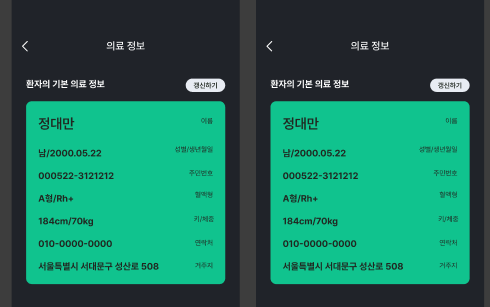 의료 정보
환자의 기본 의료 정보 갱신하기
정대만 이름
남/2000.05.22 성별/생년월일
000522-3121212 주민번호
A형/Rh+ 혈액형
184cm/70kg 키/체중
010-0000-0000 연락처
서울특별시 서대문구 성산로 508 거주지
의료 정보
환자의 기본 의료 정보 갱신하기
정대만 이름
남/2000.05.22 성별/생년월일
000522-3121212 주민번호
A형/Rh+ 혈액형
184cm/70kg 키/체중
010-0000-0000 연락처
서울특별시 서대문구 성산로 508 거주지